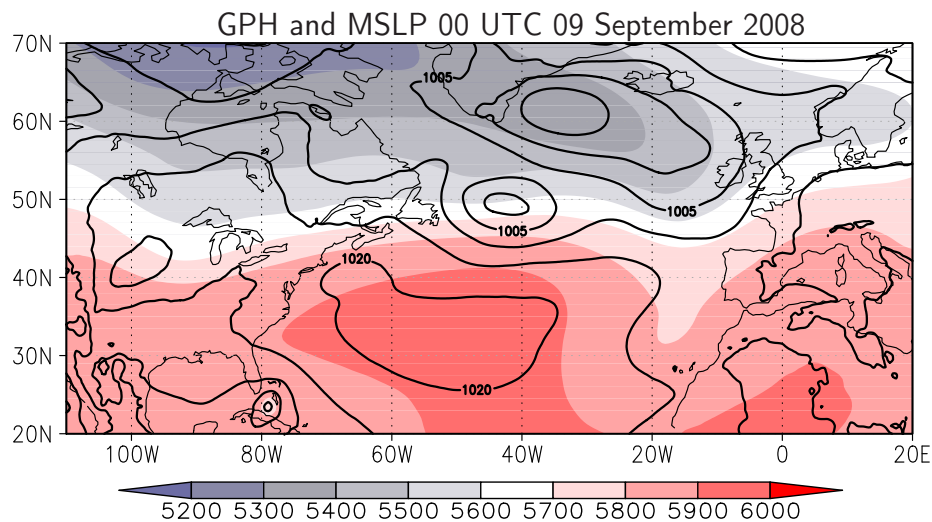 GPH and MSLP 00 UTC 09 September 2008
70N
60N
50N
40N
30N
20N
1005
1005
1005
1020
1020
100W 80W 60W 40W 20W 0 20E
5200 5300 5400 5500 5600 5700 5800 5900 6000